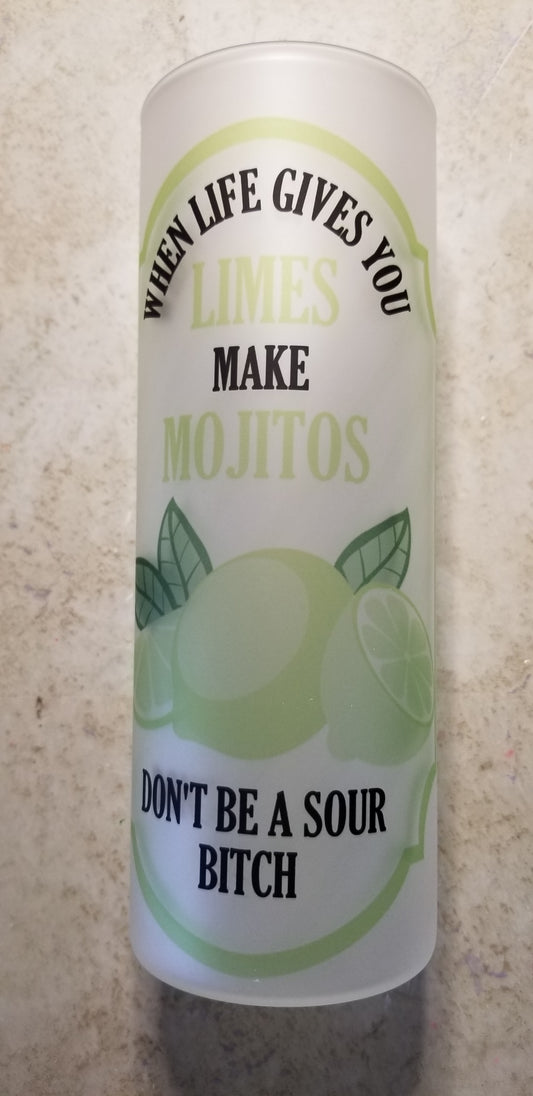 WHEN LIFE GIVES YOU
LIMES
MAKE
MOJITOS
DON'T BE A SOUR
BITCH